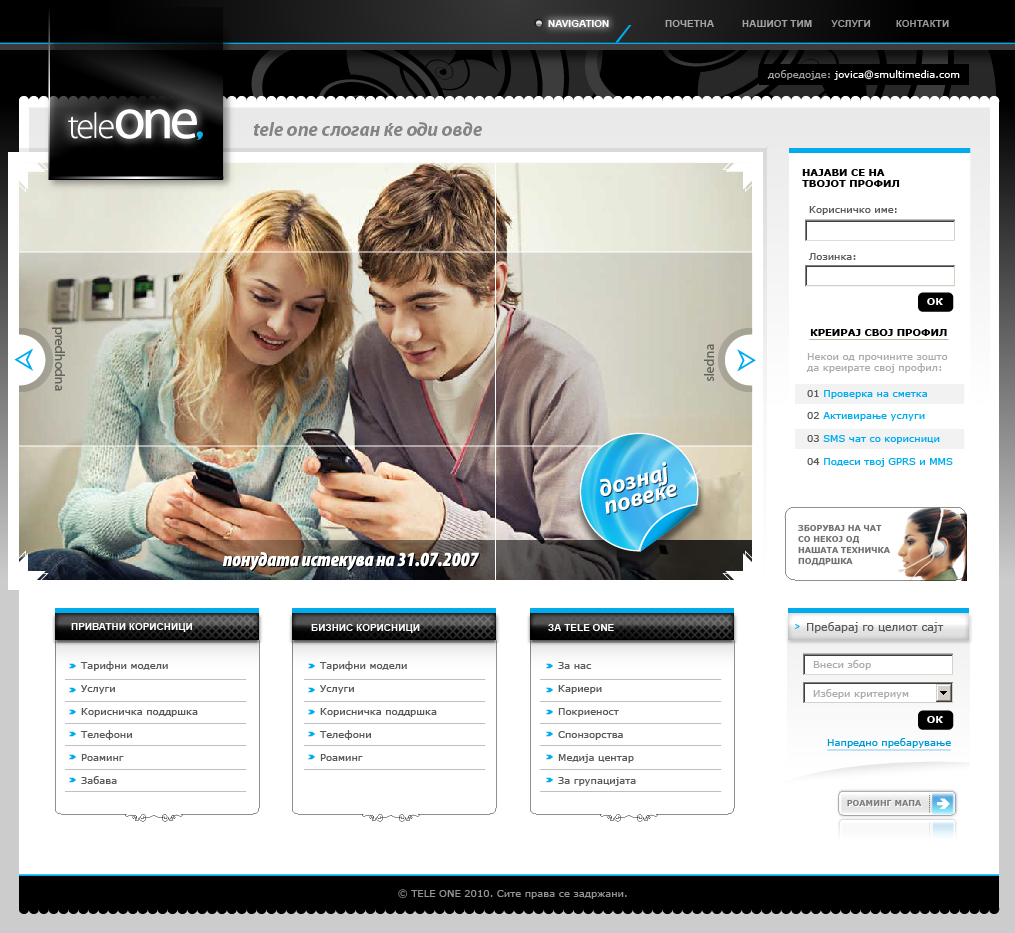 NAVIGATION
ПОЧЕТНА
НАШИОТ ТИМ
УСЛУГИ
КОНТАКТИ
добредојде: jovica@smultimedia.com
teleone,
tele one слоган ќе оди овде
predhodna
sledna
дознај
повеќе
понудата истекува на 31.07.2007
НАЈАВИ СЕ НА
ТВОЈОТ ПРОФИЛ
Корисничко име:
Лозинка:
OK
КРЕИРАЈ СВОЈ ПРОФИЛ
Некои од прочините зошто
да креирате свој профил:
01 Проверка на сметка
02 Активирање услуги
03 SMS чат со корисници
04 Подеси твој GPRS и MMS
ЗБОРУВАЈ НА ЧАТ
СО НЕКОЈ ОД
НАШАТА ТЕХНИЧКА
ПОДДРШКА
ПРИВАТНИ КОРИСНИЦИ
Тарифни модели
Услуги
Корисничка поддршка
Телефони
Роаминг
Забава
БИЗНИС КОРИСНИЦИ
Тарифни модели
Услуги
Корисничка поддршка
Телефони
Роаминг
ЗА TELE ONE
За нас
Кариери
Покриеност
Спонзорства
Медија центар
За групацијата
Пребарај го целиот сајт
Внеси збор
Избери критериум
OK
Напредно пребарување
РОАМИНГ МАПА
© TELE ONE 2010. Сите права се задржани.